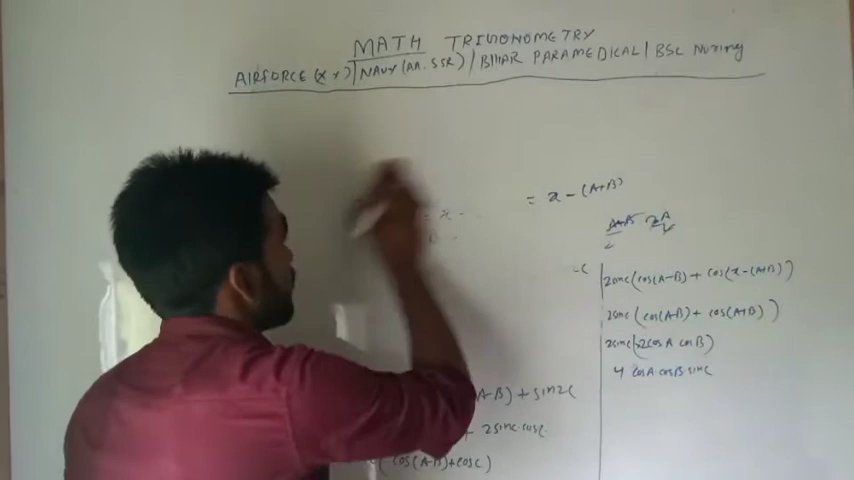 MATH TRIGONOMETRY
AIRFORCE (X Y) / NAVY (AA. SSR) / BIHAR PARAMEDICAL / BSC Nursing
= π - (A+B)
= π -
B -
A+B 2A
-C
2sinc(cos(A-B) + cos(π-(A+B))
2sinc (cos(A-B) + cos(A+B))
2sinc(2cosA cosB)
4 cosA cosB sinc
A-B) + sin2C
+ 2sinc.cosc
(cos(A-B)+cosc)